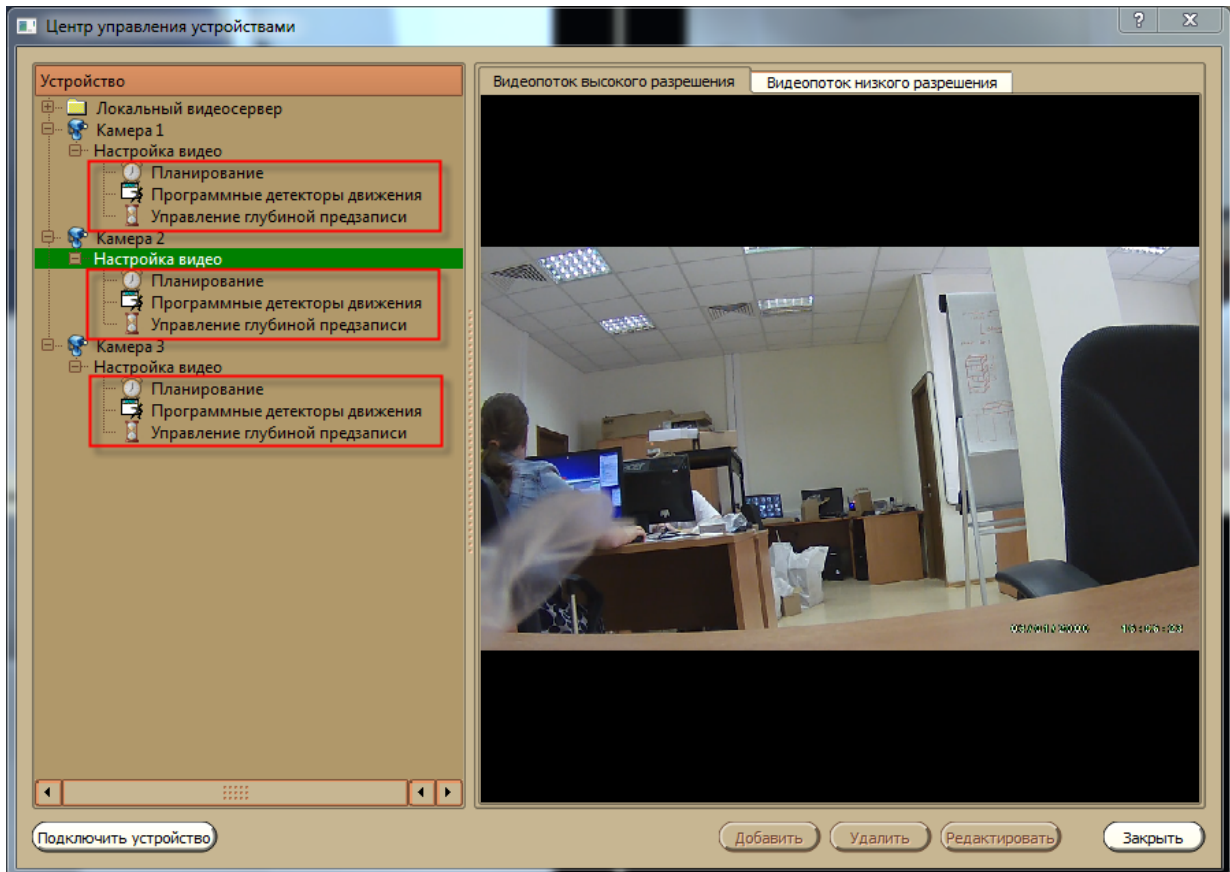 Центр управления устройствами
Устройство
Локальный видеосервер
Камера 1
Настройка видео
Планирование
Программные детекторы движения
Управление глубиной предзаписи
Камера 2
Настройка видео
Планирование
Программные детекторы движения
Управление глубиной предзаписи
Камера 3
Настройка видео
Планирование
Программные детекторы движения
Управление глубиной предзаписи
Видеопоток высокого разрешения
Видеопоток низкого разрешения
acer
Подключить устройство
Добавить
Удалить
Редактировать
Закрыть